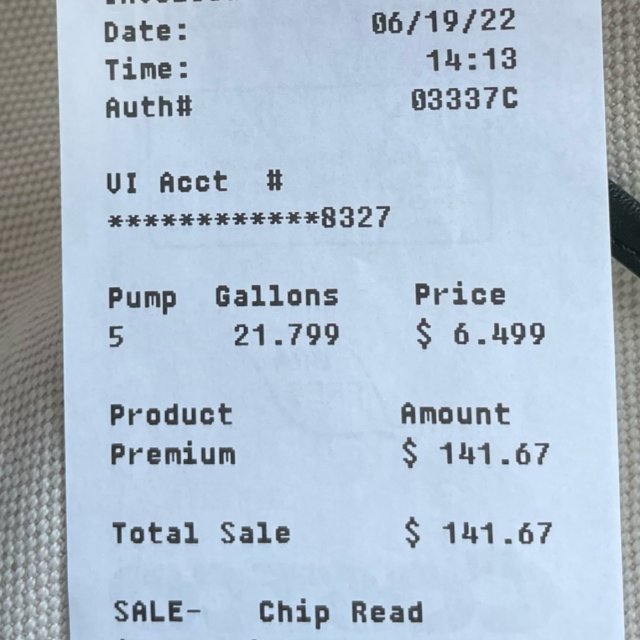 Date: 06/19/22
Time: 14:13
Auth# 03337C
VI Acct #
************8327
Pump Gallons Price
5 21.799 $ 6.499
Product Amount
Premium $ 141.67
Total Sale $ 141.67
SALE- Chip Read